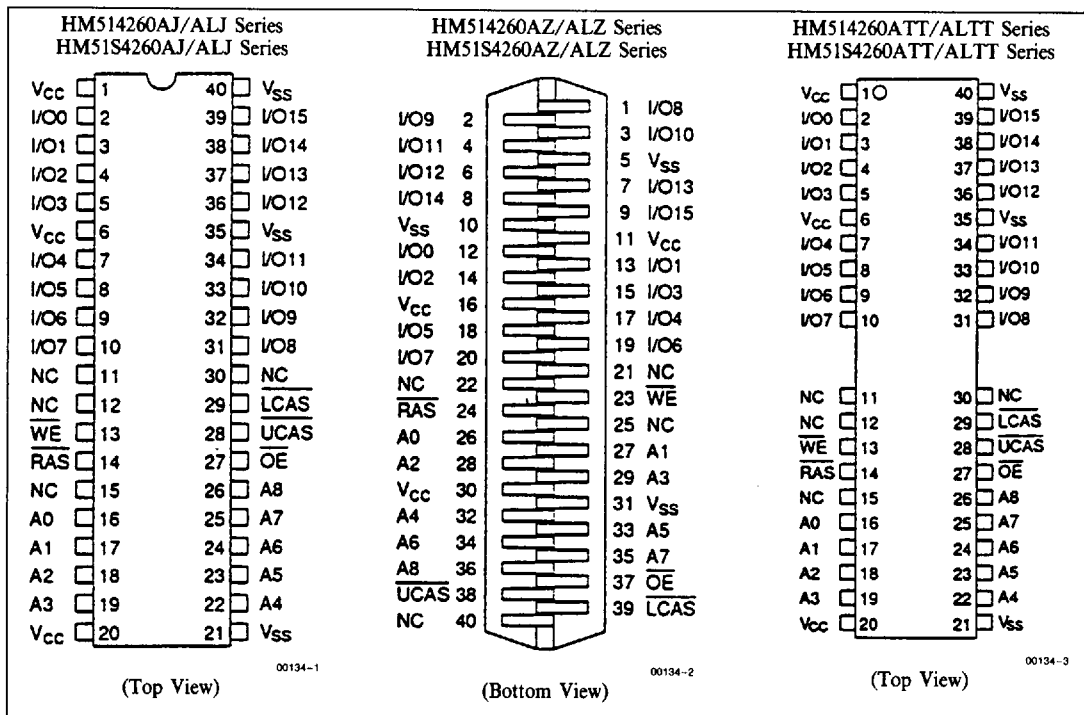 HM514260AJ/ALJ Series
HM51S4260AJ/ALJ Series
VCC 1 40 VSS
I/O0 2 39 I/O15
I/O1 3 38 I/O14
I/O2 4 37 I/O13
I/O3 5 36 I/O12
VCC 6 35 VSS
I/O4 7 34 I/O11
I/O5 8 33 I/O10
I/O6 9 32 I/O9
I/O7 10 31 I/O8
NC 11 30 NC
NC 12 29 LCAS
WE 13 28 UCAS
RAS 14 27 OE
NC 15 26 A8
A0 16 25 A7
A1 17 24 A6
A2 18 23 A5
A3 19 22 A4
VCC 20 21 VSS
00134-1
(Top View)
HM514260AZ/ALZ Series
HM51S4260AZ/ALZ Series
1 I/O8
I/O9 2
3 I/O10
I/O11 4
5 VSS
I/O12 6
7 I/O13
I/O14 8
9 I/O15
VSS 10
11 VCC
I/O0 12
13 I/O1
I/O2 14
15 I/O3
VCC 16
17 I/O4
I/O5 18
19 I/O6
I/O7 20
21 NC
NC 22
23 WE
RAS 24
25 NC
A0 26
27 A1
A2 28
29 A3
VCC 30
31 VSS
A4 32
33 A5
A6 34
35 A7
A8 36
37 OE
UCAS 38
39 LCAS
NC 40
00134-2
(Bottom View)
HM514260ATT/ALTT Series
HM51S4260ATT/ALTT Series
VCC 1 40 VSS
I/O0 2 39 I/O15
I/O1 3 38 I/O14
I/O2 4 37 I/O13
I/O3 5 36 I/O12
VCC 6 35 VSS
I/O4 7 34 I/O11
I/O5 8 33 I/O10
I/O6 9 32 I/O9
I/O7 10 31 I/O8
NC 11 30 NC
NC 12 29 LCAS
WE 13 28 UCAS
RAS 14 27 OE
NC 15 26 A8
A0 16 25 A7
A1 17 24 A6
A2 18 23 A5
A3 19 22 A4
VCC 20 21 VSS
00134-3
(Top View)